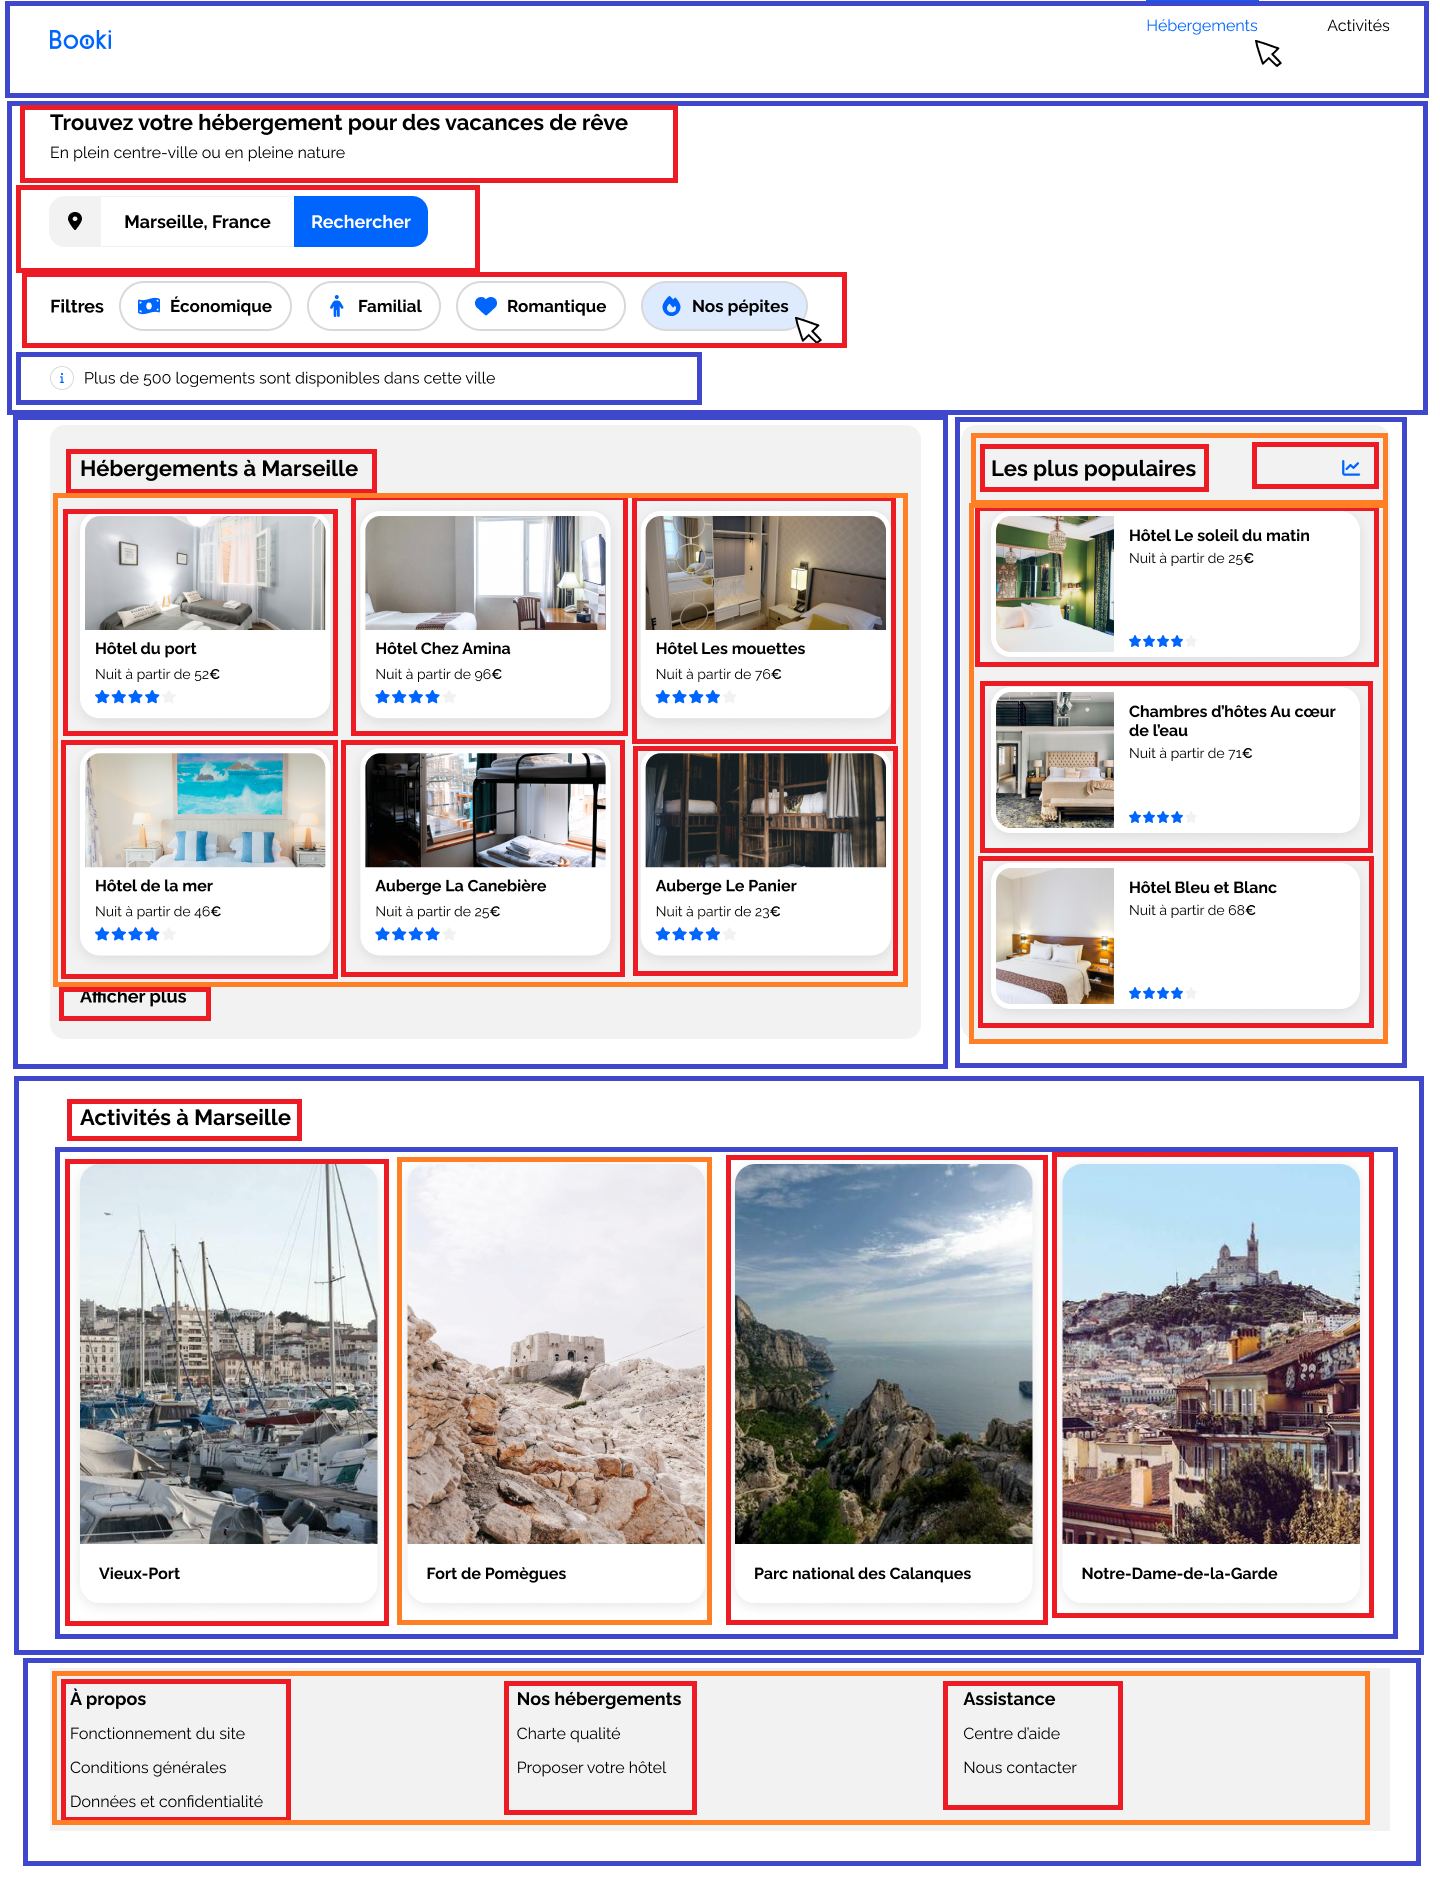 Booki
Hébergements
Activités
Trouvez votre hébergement pour des vacances de rêve
En plein centre-ville ou en pleine nature
Marseille, France
Rechercher
Filtres
Économique
Familial
Romantique
Nos pépites
Plus de 500 logements sont disponibles dans cette ville
Hébergements à Marseille
Hôtel du port
Nuit à partir de 52€
Hôtel Chez Amina
Nuit à partir de 96€
Hôtel Les mouettes
Nuit à partir de 76€
Hôtel de la mer
Nuit à partir de 46€
Auberge La Canebière
Nuit à partir de 25€
Auberge Le Panier
Nuit à partir de 23€
Afficher plus
Les plus populaires
Hôtel Le soleil du matin
Nuit à partir de 25€
Chambres d'hôtes Au cœur
de l'eau
Nuit à partir de 71€
Hôtel Bleu et Blanc
Nuit à partir de 68€
Activités à Marseille
Vieux-Port
Fort de Pomègues
Parc national des Calanques
Notre-Dame-de-la-Garde
À propos
Fonctionnement du site
Conditions générales
Données et confidentialité
Nos hébergements
Charte qualité
Proposer votre hôtel
Assistance
Centre d'aide
Nous contacter